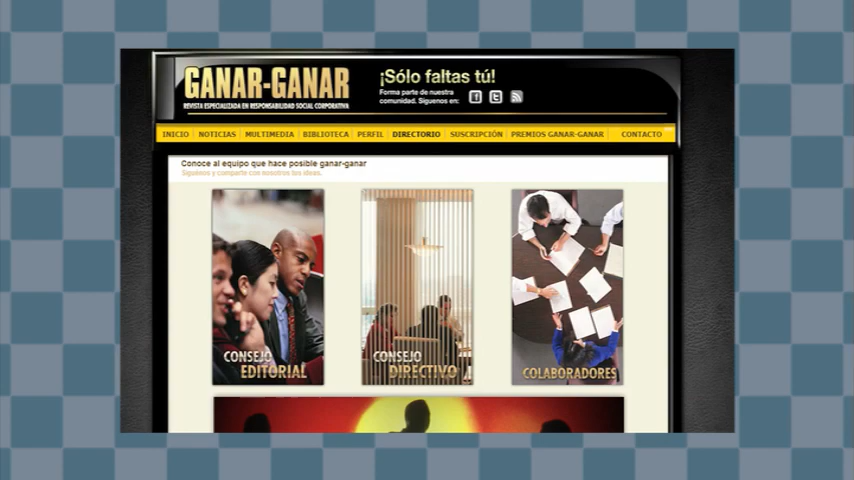 GANAR-GANAR
REVISTA ESPECIALIZADA EN RESPONSABILIDAD SOCIAL CORPORATIVA
¡Sólo faltas tú!
Forma parte de nuestra
comunidad. Siguenos en:
INICIO NOTICIAS MULTIMEDIA BIBLIOTECA PERFIL DIRECTORIO SUSCRIPCIÓN PREMIOS GANAR-GANAR CONTACTO
Conoce al equipo que hace posible ganar-ganar
Siguenos y comparte con nosotros tus ideas.
CONSEJO
EDITORIAL
CONSEJO
DIRECTIVO
COLABORADORES